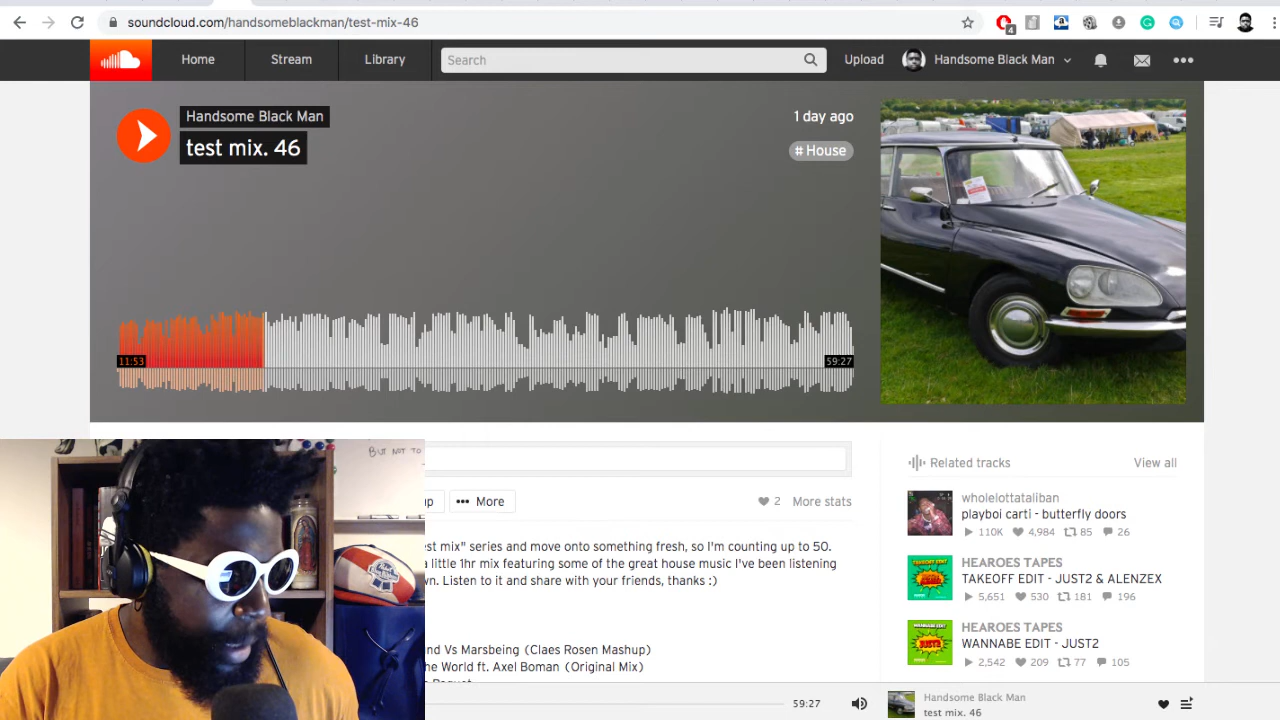 soundcloud.com/handsomeblackman/test-mix-46
4
Home
Stream
Library
Search
Upload
Handsome Black Man
Handsome Black Man
test mix. 46
1 day ago
# House
11:53
59:27
BUT NOT TO
up
More
2
More stats
est mix" series and move onto something fresh, so I'm counting up to 50.
a little 1hr mix featuring some of the great house music I've been listening
wn. Listen to it and share with your friends, thanks :)
nd Vs Marsbeing (Claes Rosen Mashup)
he World ft. Axel Boman (Original Mix)
Related tracks
View all
wholelottataliban
playboi carti - butterfly doors
110K 4,984 85 26
HEAROES TAPES
TAKEOFF EDIT - JUST2 & ALENZEX
5,651 530 181 196
HEAROES TAPES
WANNABE EDIT - JUST2
2,542 209 77 105
59:27
Handsome Black Man
test mix. 46